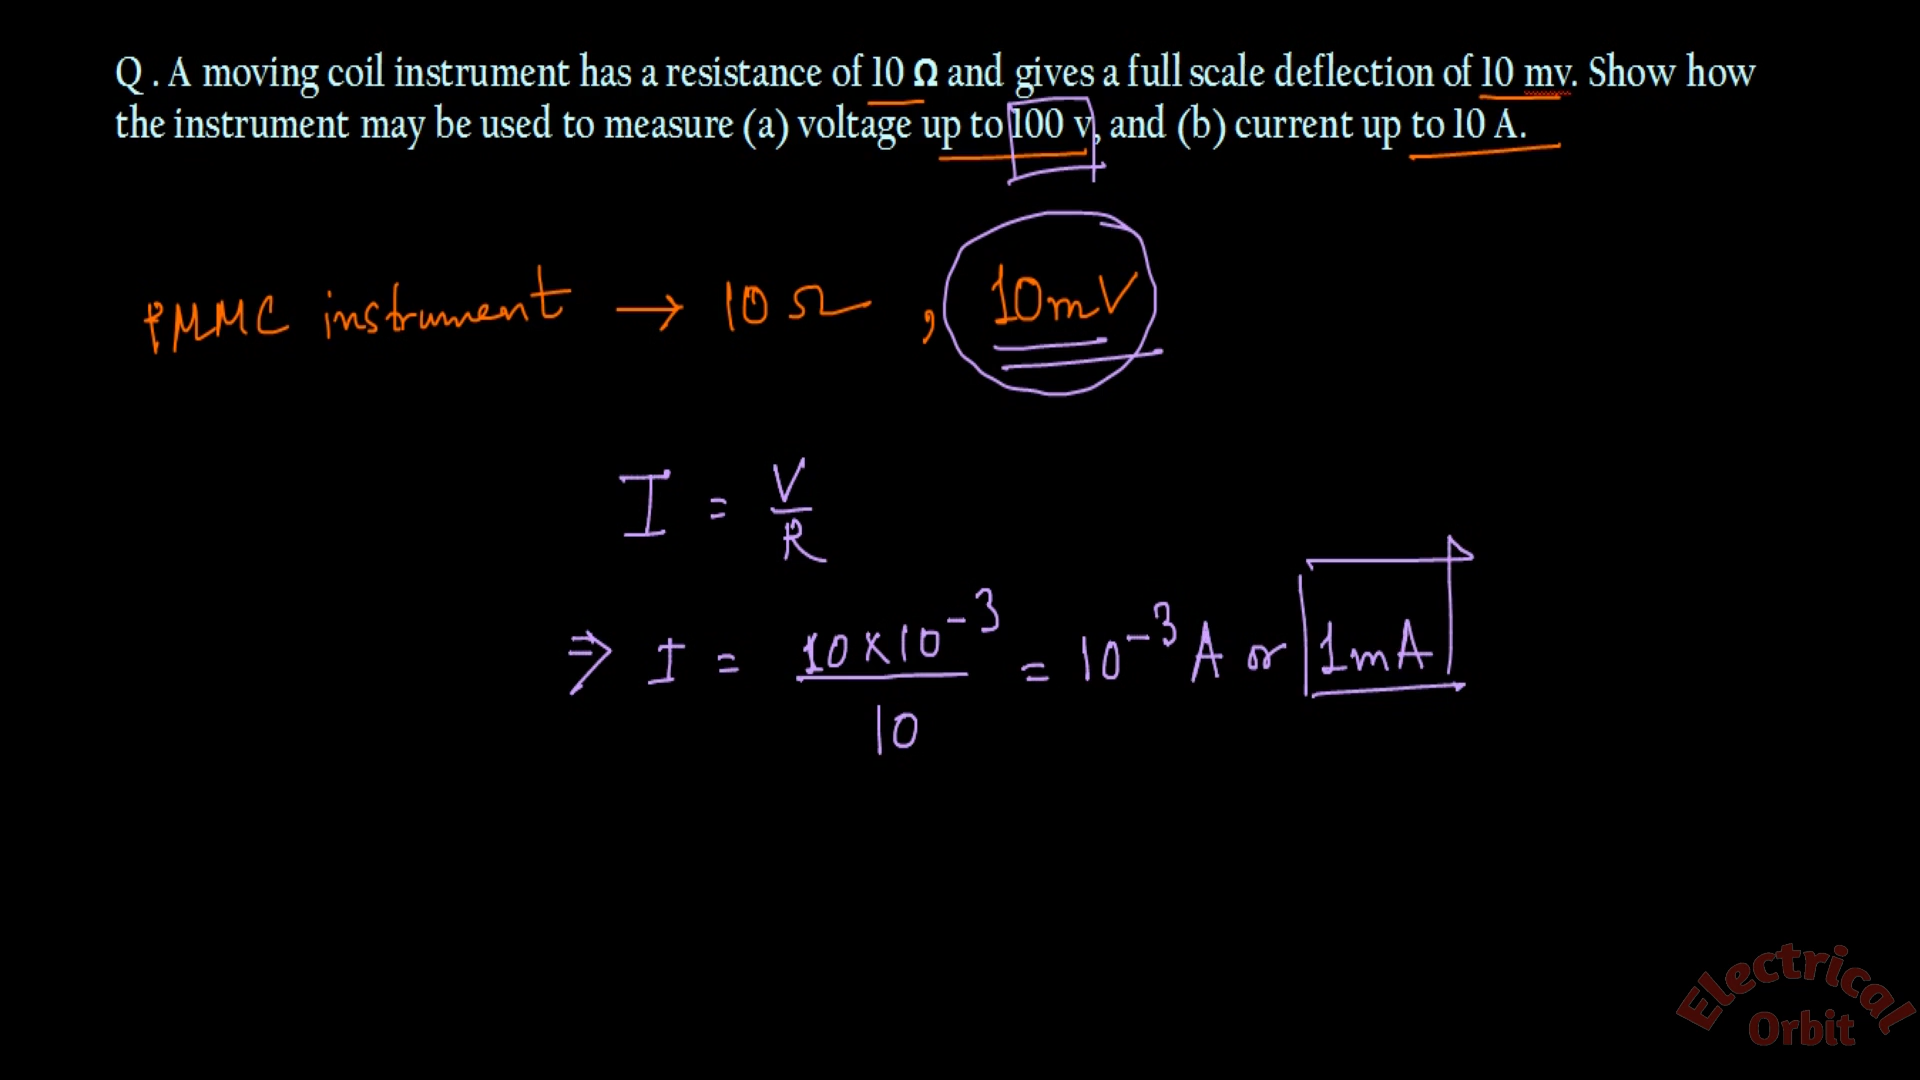 Q . A moving coil instrument has a resistance of 10 Ω and gives a full scale deflection of 10 mv. Show how
the instrument may be used to measure (a) voltage up to 100 v, and (b) current up to 10 A.
PMMC instrument → 10 Ω , 10mV
I = V/R
⇒ I = 10×10⁻³/10 = 10⁻³ A or 1mA
Electrical
Orbit